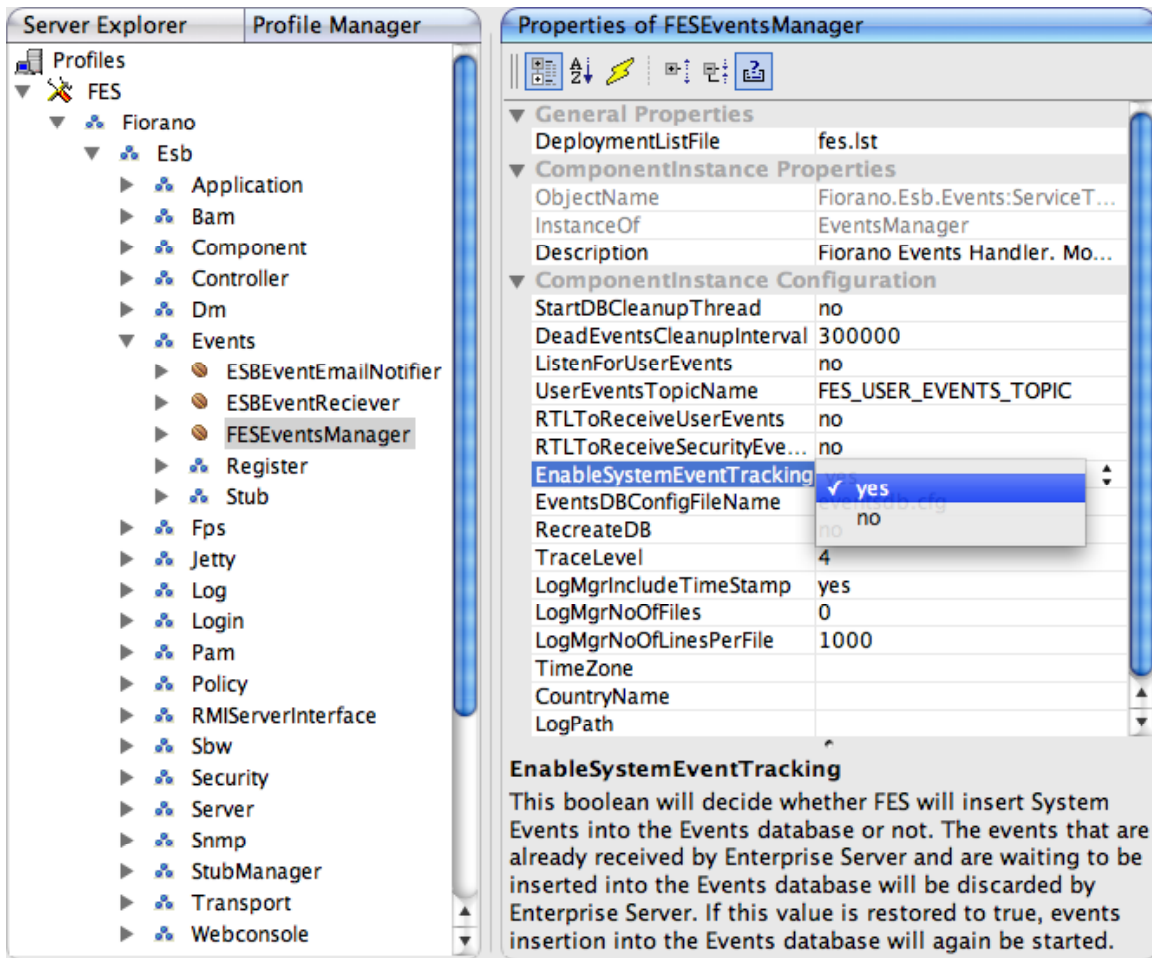 Server Explorer
Profile Manager
Profiles
FES
Fiorano
Esb
Application
Bam
Component
Controller
Dm
Events
ESBEventEmailNotifier
ESBEventReciever
FESEventsManager
Register
Stub
Fps
Jetty
Log
Login
Pam
Policy
RMIServerInterface
Sbw
Security
Server
Snmp
StubManager
Transport
Webconsole
Properties of FESEventsManager
General Properties
DeploymentListFile fes.lst
ComponentInstance Properties
ObjectName Fiorano.Esb.Events:ServiceT...
InstanceOf EventsManager
Description Fiorano Events Handler. Mo...
ComponentInstance Configuration
StartDBCleanupThread no
DeadEventsCleanupInterval 300000
ListenForUserEvents no
UserEventsTopicName FES_USER_EVENTS_TOPIC
RTLToReceiveUserEvents no
RTLToReceiveSecurityEve... no
EnableSystemEventTracking yes
✓ yes
no
EventsDBConfigFileName eventsdb.cfg
RecreateDB no
TraceLevel 4
LogMgrIncludeTimeStamp yes
LogMgrNoOfFiles 0
LogMgrNoOfLinesPerFile 1000
TimeZone
CountryName
LogPath
EnableSystemEventTracking
This boolean will decide whether FES will insert System
Events into the Events database or not. The events that are
already received by Enterprise Server and are waiting to be
inserted into the Events database will be discarded by
Enterprise Server. If this value is restored to true, events
insertion into the Events database will again be started.